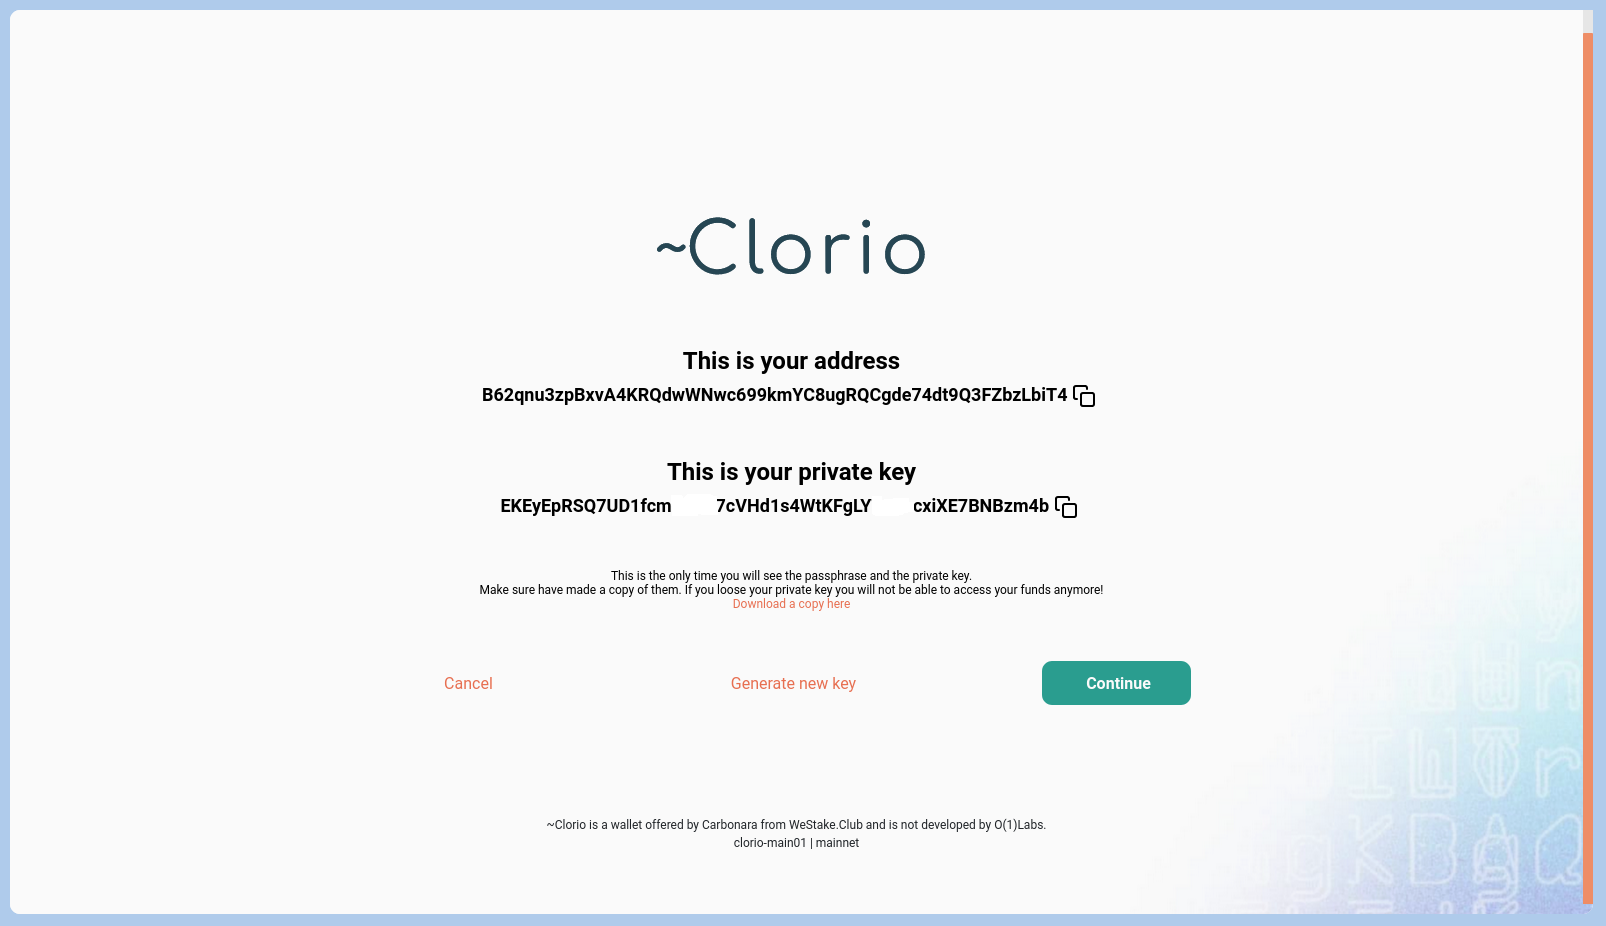 ~Clorio
This is your address
B62qnu3zpBxvA4KRQdwWNwc699kmYC8ugRQCgde74dt9Q3FZbzLbiT4
This is your private key
EKEyEpRSQ7UD1fcm 7cVHd1s4WtKFgLY cxiXE7BNBzm4b
This is the only time you will see the passphrase and the private key.
Make sure have made a copy of them. If you loose your private key you will not be able to access your funds anymore!
Download a copy here
Cancel Generate new key Continue
~Clorio is a wallet offered by Carbonara from WeStake.Club and is not developed by O(1)Labs.
clorio-main01 | mainnet